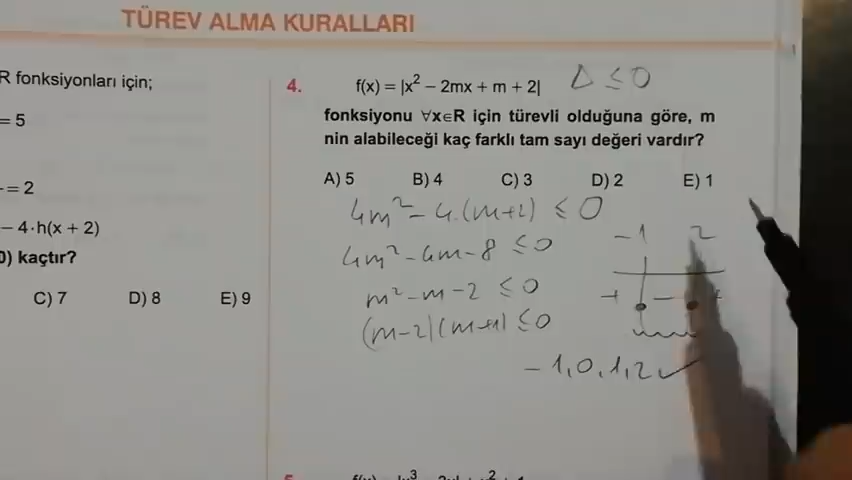 TÜREV ALMA KURALLARI
R fonksiyonları için;
= 5
= 2
– 4·h(x + 2)
0) kaçtır?
C) 7 D) 8 E) 9
4. f(x) = |x² – 2mx + m + 2| Δ ≤ 0
fonksiyonu ∀x∈R için türevli olduğuna göre, m
nin alabileceği kaç farklı tam sayı değeri vardır?
A) 5 B) 4 C) 3 D) 2 E) 1
4m² - 4.(m+2) ≤ 0
4m² - 4m - 8 ≤ 0
m² - m - 2 ≤ 0
(m-2)(m+1) ≤ 0
-1 2
+ - +
-1, 0, 1, 2 ✓